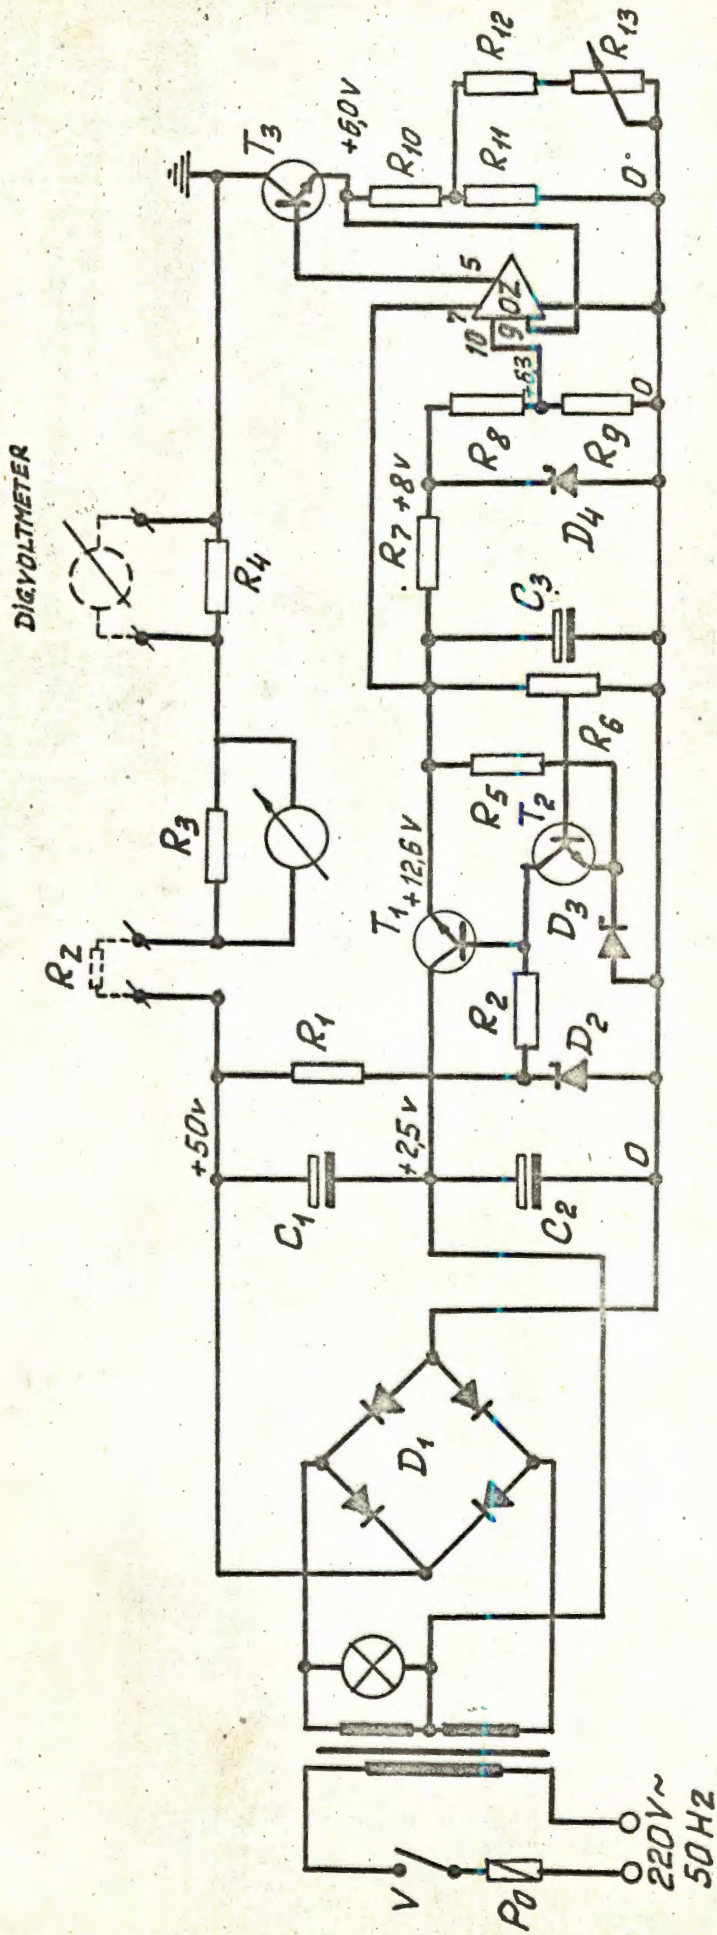 DIG.VOLTMETER
RZ
R3
R4
T3
+50V
R1
C1
+25V
T1 +12,6V
R7 +8V
+6,0V
R10
R11
R12
R13
R2
T2
R5
R6
C3
D4
R8
R9
+6,3
10
9
7
5
OZ
C2
D2
D3
D1
0
0
0
V
P0
220V~
50Hz